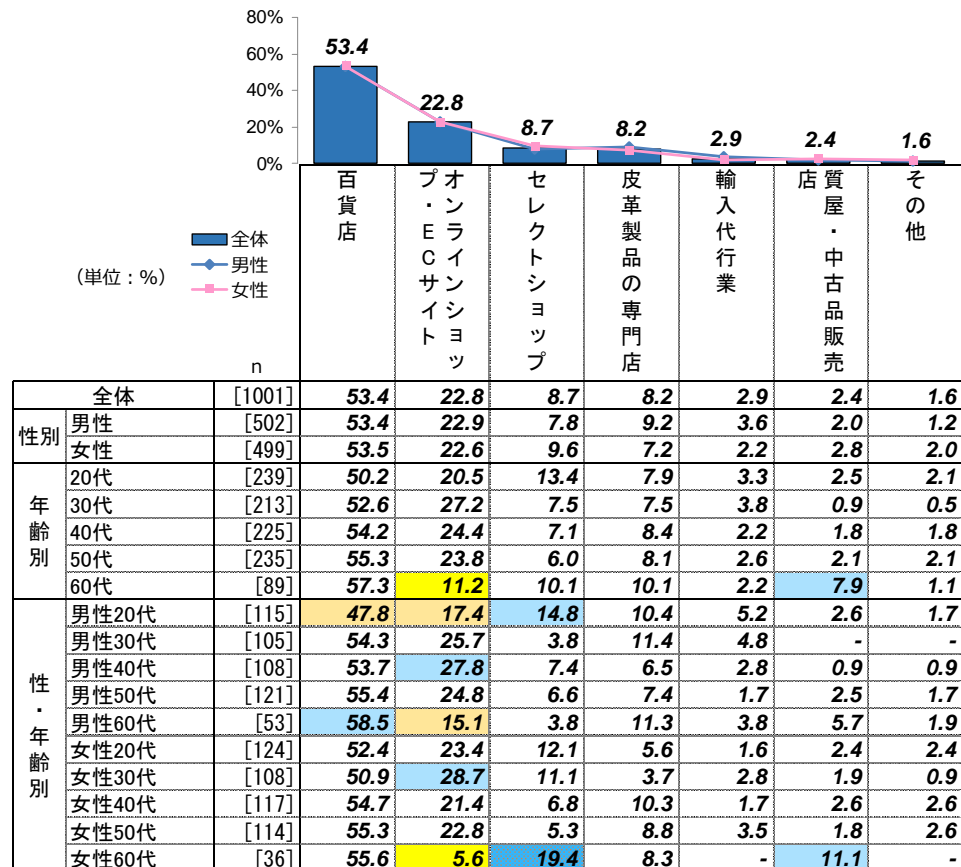 80%
60%
40%
20%
0%
53.4
22.8
8.7
8.2
2.9
2.4
1.6
全体
男性
女性
（単位：%）
百貨店
オンラインショップ・ECサイト
セレクトショップ
皮革製品の専門店
輸入代行業
質屋・中古品販売店
その他
n
全体 [1001] 53.4 22.8 8.7 8.2 2.9 2.4 1.6
性別
男性 [502] 53.4 22.9 7.8 9.2 3.6 2.0 1.2
女性 [499] 53.5 22.6 9.6 7.2 2.2 2.8 2.0
年齢別
20代 [239] 50.2 20.5 13.4 7.9 3.3 2.5 2.1
30代 [213] 52.6 27.2 7.5 7.5 3.8 0.9 0.5
40代 [225] 54.2 24.4 7.1 8.4 2.2 1.8 1.8
50代 [235] 55.3 23.8 6.0 8.1 2.6 2.1 2.1
60代 [89] 57.3 11.2 10.1 10.1 2.2 7.9 1.1
性・年齢別
男性20代 [115] 47.8 17.4 14.8 10.4 5.2 2.6 1.7
男性30代 [105] 54.3 25.7 3.8 11.4 4.8 - -
男性40代 [108] 53.7 27.8 7.4 6.5 2.8 0.9 0.9
男性50代 [121] 55.4 24.8 6.6 7.4 1.7 2.5 1.7
男性60代 [53] 58.5 15.1 3.8 11.3 3.8 5.7 1.9
女性20代 [124] 52.4 23.4 12.1 5.6 1.6 2.4 2.4
女性30代 [108] 50.9 28.7 11.1 3.7 2.8 1.9 0.9
女性40代 [117] 54.7 21.4 6.8 10.3 1.7 2.6 2.6
女性50代 [114] 55.3 22.8 5.3 8.8 3.5 1.8 2.6
女性60代 [36] 55.6 5.6 19.4 8.3 - 11.1 -